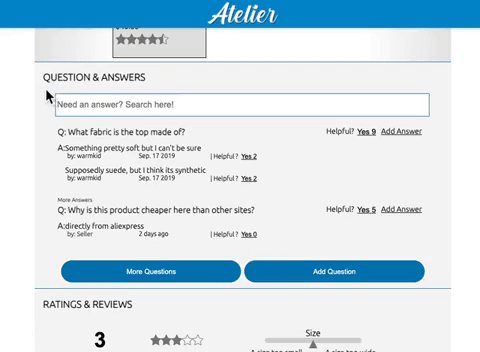 Atelier
QUESTION & ANSWERS
Need an answer? Search here!
Q: What fabric is the top made of? Helpful? Yes 9 Add Answer
A:Something pretty soft but I can't be sure
by: warmkid Sep. 17 2019 | Helpful? Yes 2
Supposedly suede, but I think its synthetic
by: warmkid Sep. 17 2019 | Helpful? Yes 2
More Answers
Q: Why is this product cheaper here than other sites? Helpful? Yes 5 Add Answer
A:directly from aliexpress
by: Seller 2 days ago | Helpful? Yes 0
More Questions Add Question
RATINGS & REVIEWS
3 Size
A size too small A size too wide